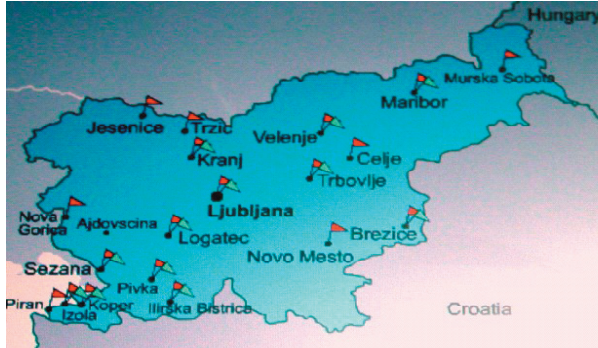 Hungary
Murska Sobota
Maribor
Jesenice
Trzic
Velenje
Kranj
Celje
Trbovlje
Ljubljana
Nova
Gorica
Ajdovscina
Logatec
Brezice
Novo Mesto
Sezana
Pivka
Piran
Koper
Izola
Ilirska Bistrica
Croatia